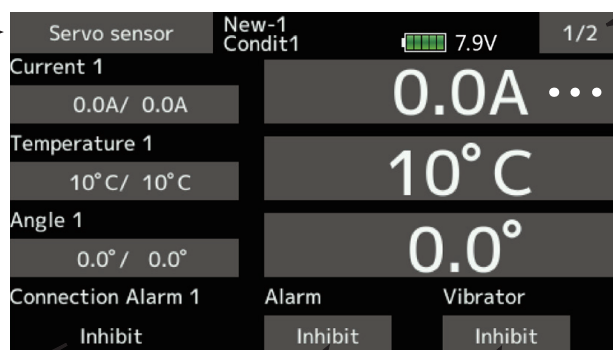 Servo sensor
New-1
Condit1
7.9V
1/2
Current 1
0.0A/ 0.0A
0.0A
Temperature 1
10°C/ 10°C
10°C
Angle 1
0.0°/ 0.0°
0.0°
Connection Alarm 1
Alarm
Vibrator
Inhibit
Inhibit
Inhibit